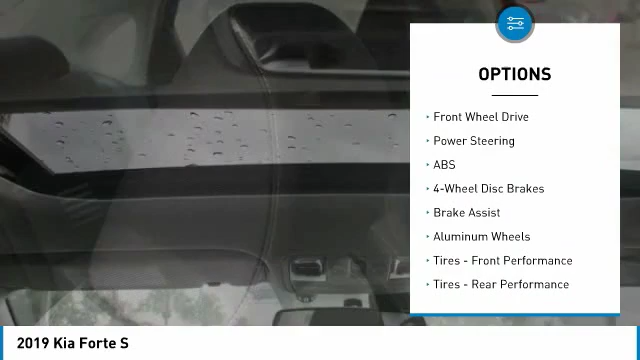 OPTIONS
Front Wheel Drive
Power Steering
ABS
4-Wheel Disc Brakes
Brake Assist
Aluminum Wheels
Tires - Front Performance
Tires - Rear Performance
2019 Kia Forte S